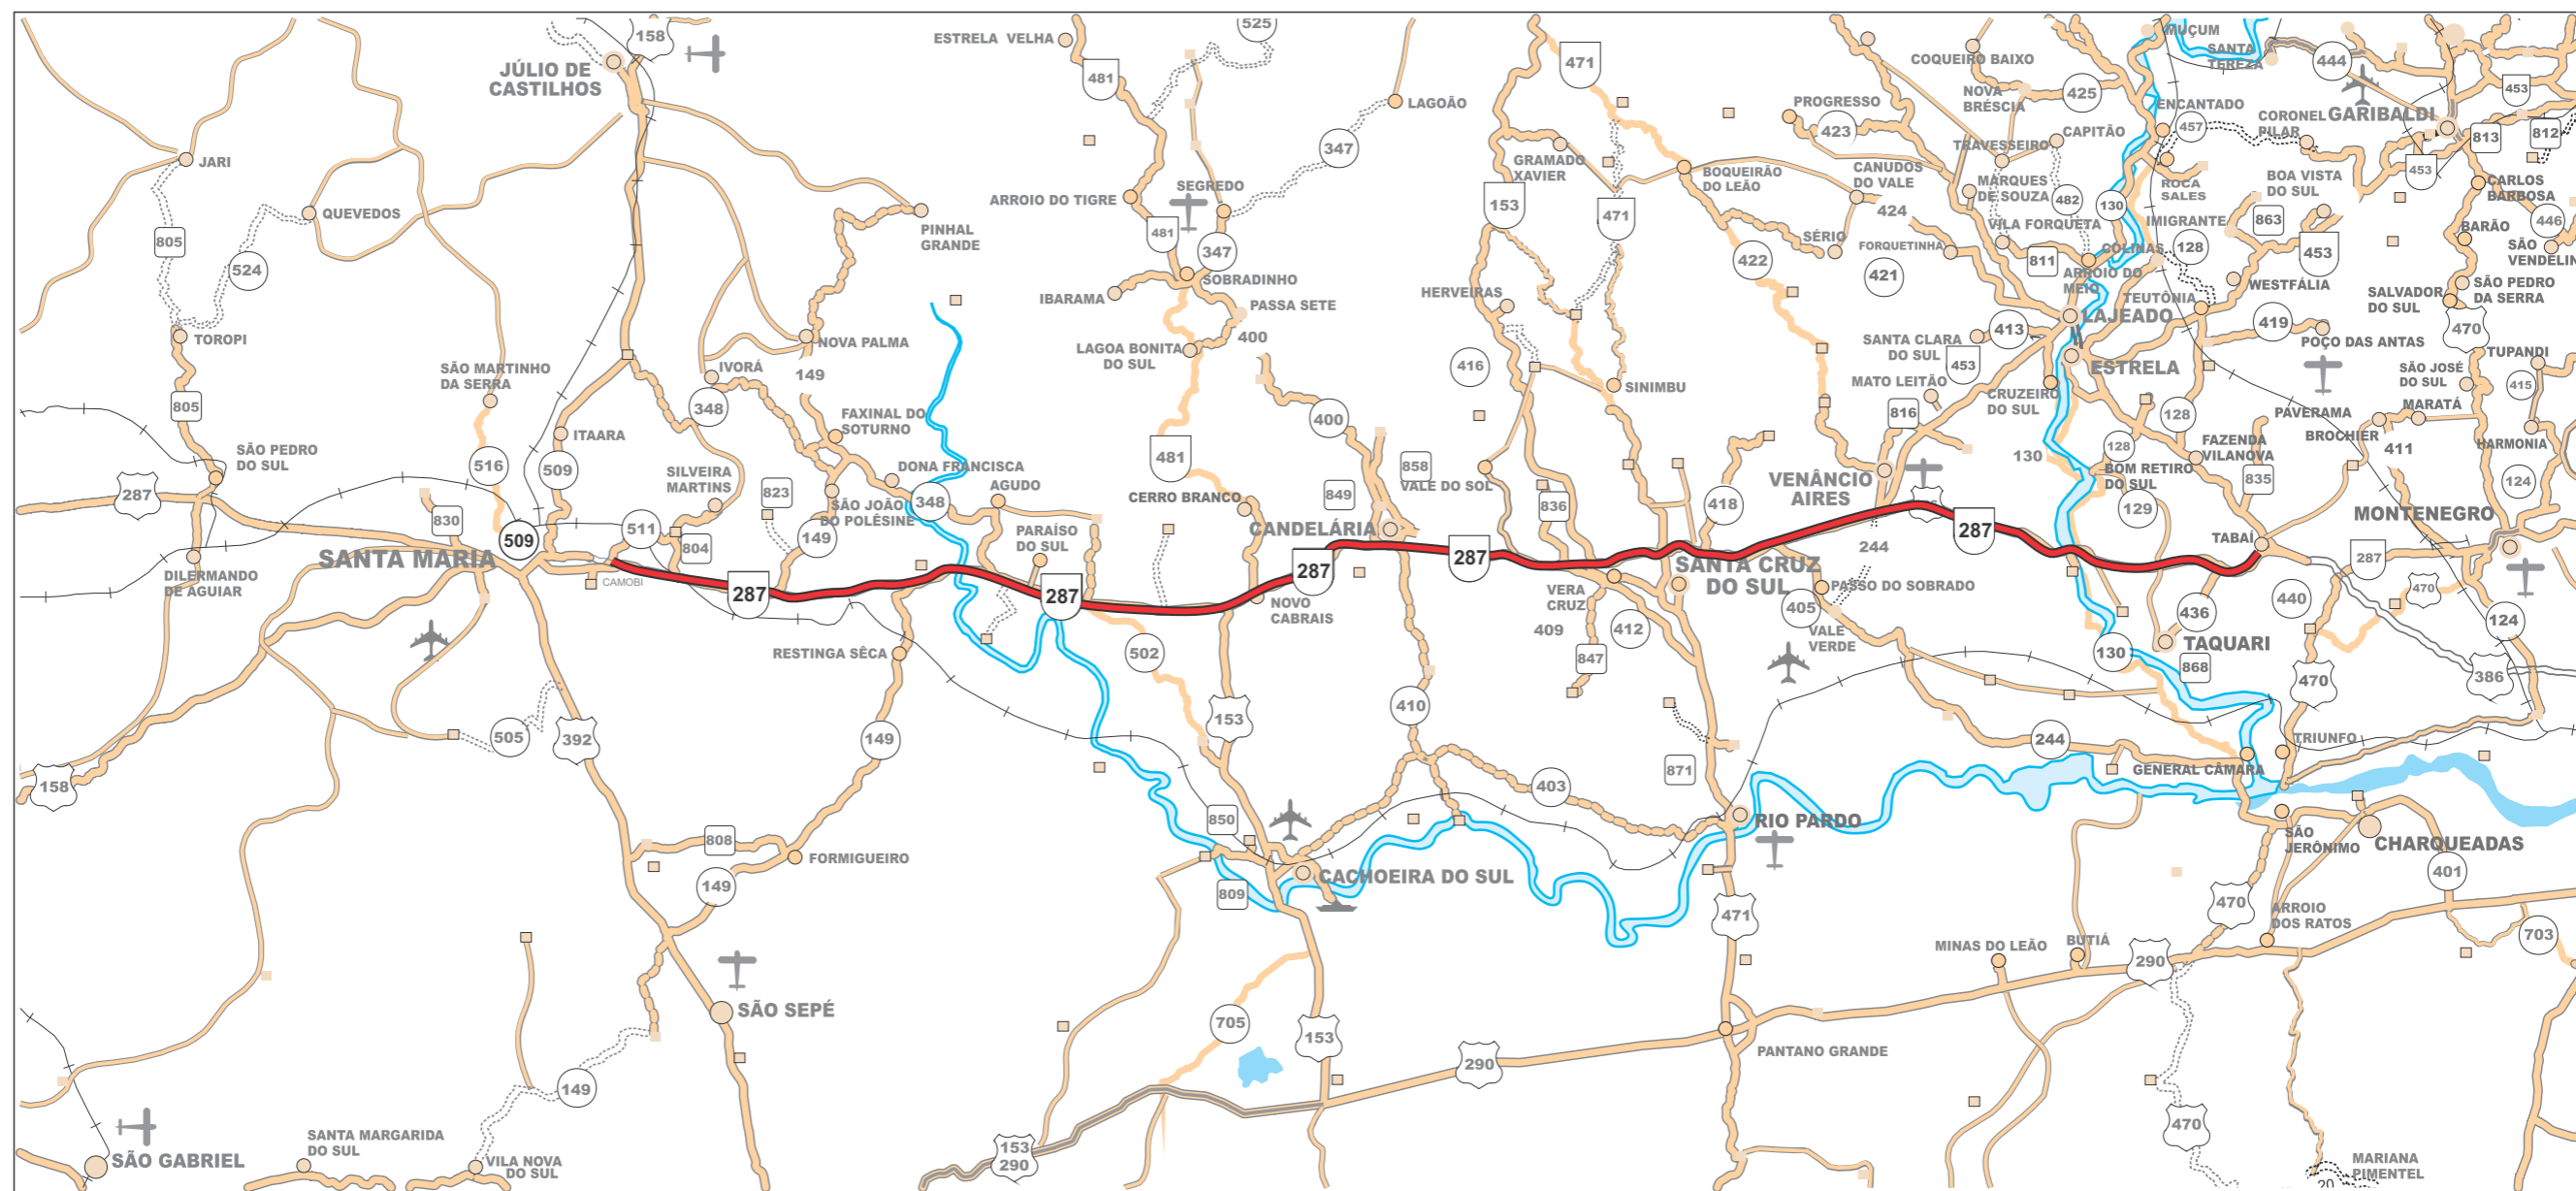 158
525
MUÇUM
ESTRELA VELHA
JÚLIO DE
CASTILHOS
481
471
COQUEIRO BAIXO
SANTA
TEREZA
444
LAGOÃO
PROGRESSO
423
NOVA
BRÉSCIA
425
ENCANTADO
453
CORONEL
PILAR
GARIBALDI
457
813
812
JARI
347
GRAMADO
XAVIER
TRAVESSEIRO
CAPITÃO
BOQUEIRÃO
DO LEÃO
CANUDOS
DO VALE
MARQUES
DE SOUZA
ROCA
SALES
BOA VISTA
DO SUL
453
CARLOS
BARBOSA
ARROIO DO TIGRE
SEGREDO
153
471
424
482
130
QUEVEDOS
481
IMIGRANTE
863
446
PINHAL
GRANDE
VILA FORQUETA
BARÃO
SÉRIO
FORQUETINHA
COLINAS
128
453
SÃO
VENDELIN
805
347
422
421
811
524
SOBRADINHO
ARROIO DO
MEIO
WESTFÁLIA
SÃO PEDRO
DA SERRA
IBARAMA
PASSA SETE
HERVEIRAS
TEUTÔNIA
SALVADOR
DO SUL
LAJEADO
419
470
TOROPI
NOVA PALMA
400
SANTA CLARA
DO SUL
413
POÇO DAS ANTAS
LAGOA BONITA
DO SUL
TUPANDI
SÃO MARTINHO
DA SERRA
IVORÁ
149
416
453
ESTRELA
SÃO JOSÉ
DO SUL
415
SINIMBU
MATO LEITÃO
805
348
CRUZEIRO
DO SUL
MARATÁ
FAXINAL DO
SOTURNO
400
816
128
PAVERAMA
ITAARA
BROCHIER
411
HARMONIA
SÃO PEDRO
DO SUL
128
FAZENDA
VILANOVA
130
516
509
SILVEIRA
MARTINS
DONA FRANCISCA
481
858
VENÂNCIO
AIRES
BOM RETIRO
DO SUL
835
124
287
823
AGUDO
CERRO BRANCO
849
VALE DO SOL
836
418
129
SÃO JOÃO
DO POLÊSINE
348
MONTENEGRO
830
511
149
PARAÍSO
DO SUL
CANDELÁRIA
287
TABAÍ
SANTA MARIA
509
804
287
287
244
287
DILERMANDO
DE AGUIAR
CAMOBI
287
287
SANTA CRUZ
DO SUL
470
VERA
CRUZ
PASSO DO SOBRADO
440
NOVO
CABRAIS
405
436
409
412
VALE
VERDE
124
TAQUARI
RESTINGA SÊCA
502
847
130
868
386
470
410
153
149
505
392
244
TRIUNFO
871
GENERAL CÂMARA
158
403
RIO PARDO
850
SÃO
JERÔNIMO
CHARQUEADAS
808
FORMIGUEIRO
CACHOEIRA DO SUL
401
149
809
470
471
ARROIO
DOS RATOS
703
MINAS DO LEÃO
BUTIÁ
290
SÃO SEPÉ
705
153
PANTANO GRANDE
290
149
470
SANTA MARGARIDA
DO SUL
153
290
SÃO GABRIEL
VILA NOVA
DO SUL
MARIANA
PIMENTEL